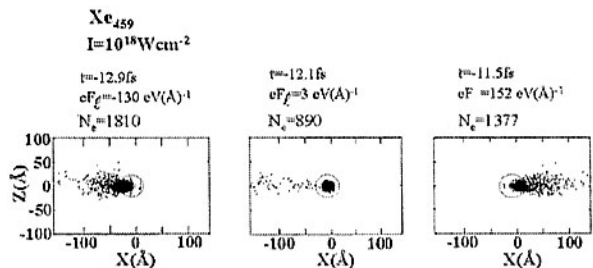 Xe459
I=10^18Wcm^-2
t=-12.9fs
eFℓ=-130 eV(Å)^-1
Ne=1810
t=-12.1fs
eFℓ=3 eV(Å)^-1
Ne=890
t=-11.5fs
eF =152 eV(Å)^-1
Ne=1377
Z(Å)
100
50
0
-50
-100
-100 0 100
X(Å)
-100 0 100
X(Å)
-100 0 100
X(Å)